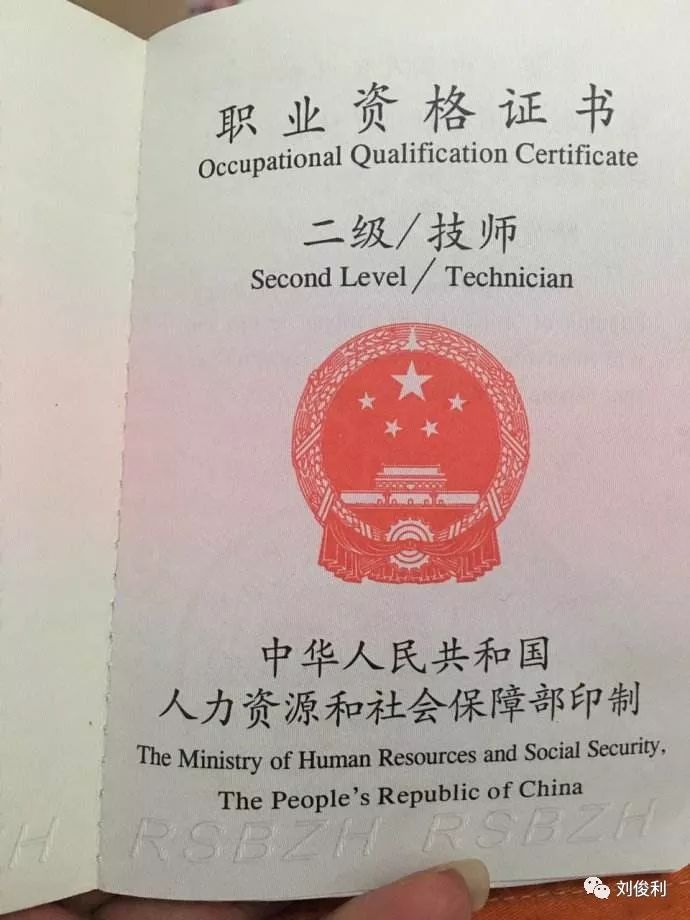 职业资格证书
Occupational Qualification Certificate
二级/技师
Second Level / Technician
中华人民共和国
人力资源和社会保障部印制
The Ministry of Human Resources and Social Security,
The People's Republic of China
ZH RSBZH RSBZH
刘俊利